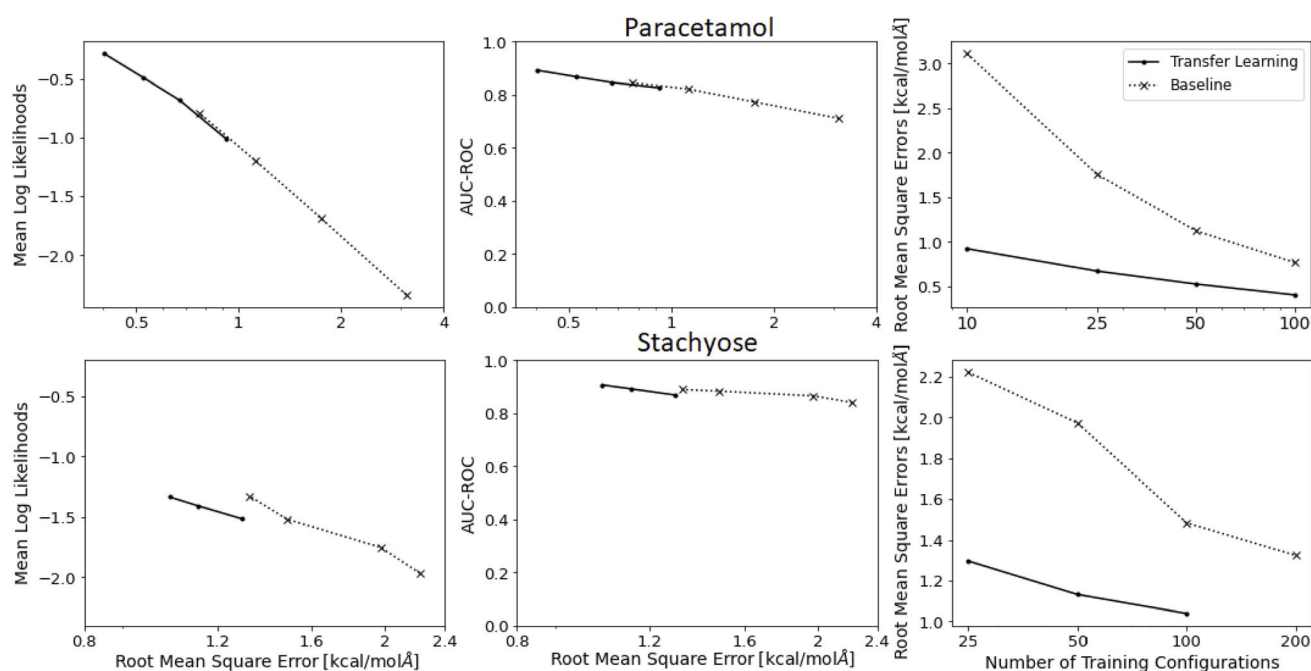 Paracetamol
Mean Log Likelihoods
−0.5
−1.0
−1.5
−2.0
0.5 1 2 4
AUC-ROC
1.0
0.8
0.6
0.4
0.2
0.0
0.5 1 2 4
Root Mean Square Errors [kcal/molÅ]
3.0
2.5
2.0
1.5
1.0
0.5
10 25 50 100
Transfer Learning
Baseline
Stachyose
Mean Log Likelihoods
−0.5
−1.0
−1.5
−2.0
0.8 1.2 1.6 2 2.4
Root Mean Square Error [kcal/molÅ]
AUC-ROC
1.0
0.8
0.6
0.4
0.2
0.0
0.8 1.2 1.6 2 2.4
Root Mean Square Error [kcal/molÅ]
Root Mean Square Errors [kcal/molÅ]
2.2
2.0
1.8
1.6
1.4
1.2
1.0
25 50 100 200
Number of Training Configurations